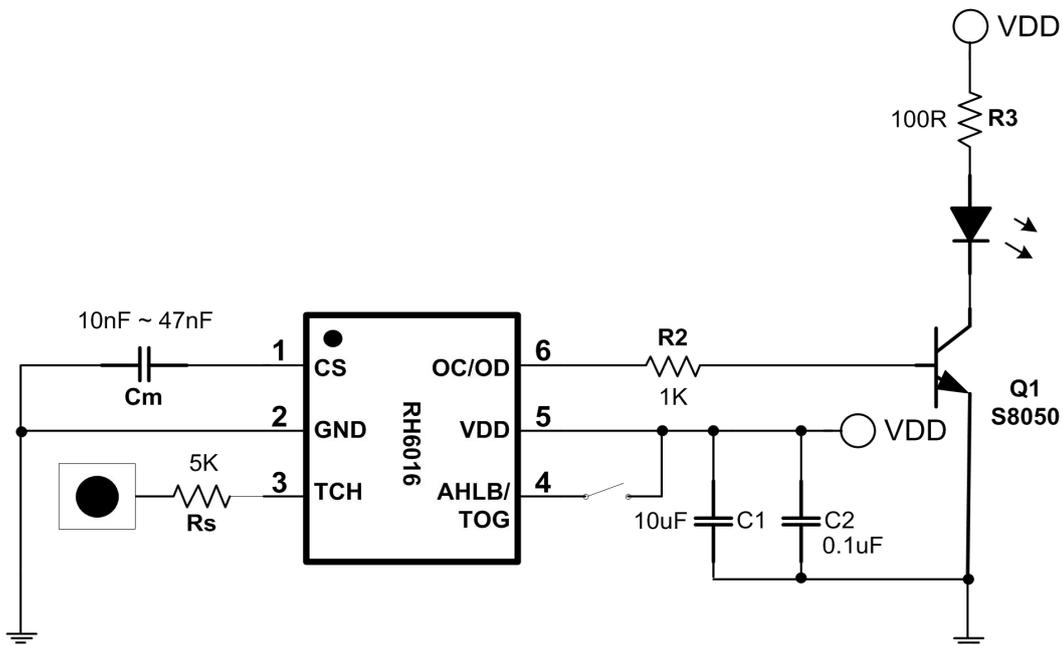 VDD
100R R3
10nF ~ 47nF
Cm
1 CS
2 GND
5K
Rs
3 TCH
RH6016
OC/OD 6
VDD 5
AHLB/ 4
TOG
R2
1K
VDD
10uF C1
C2
0.1uF
Q1
S8050